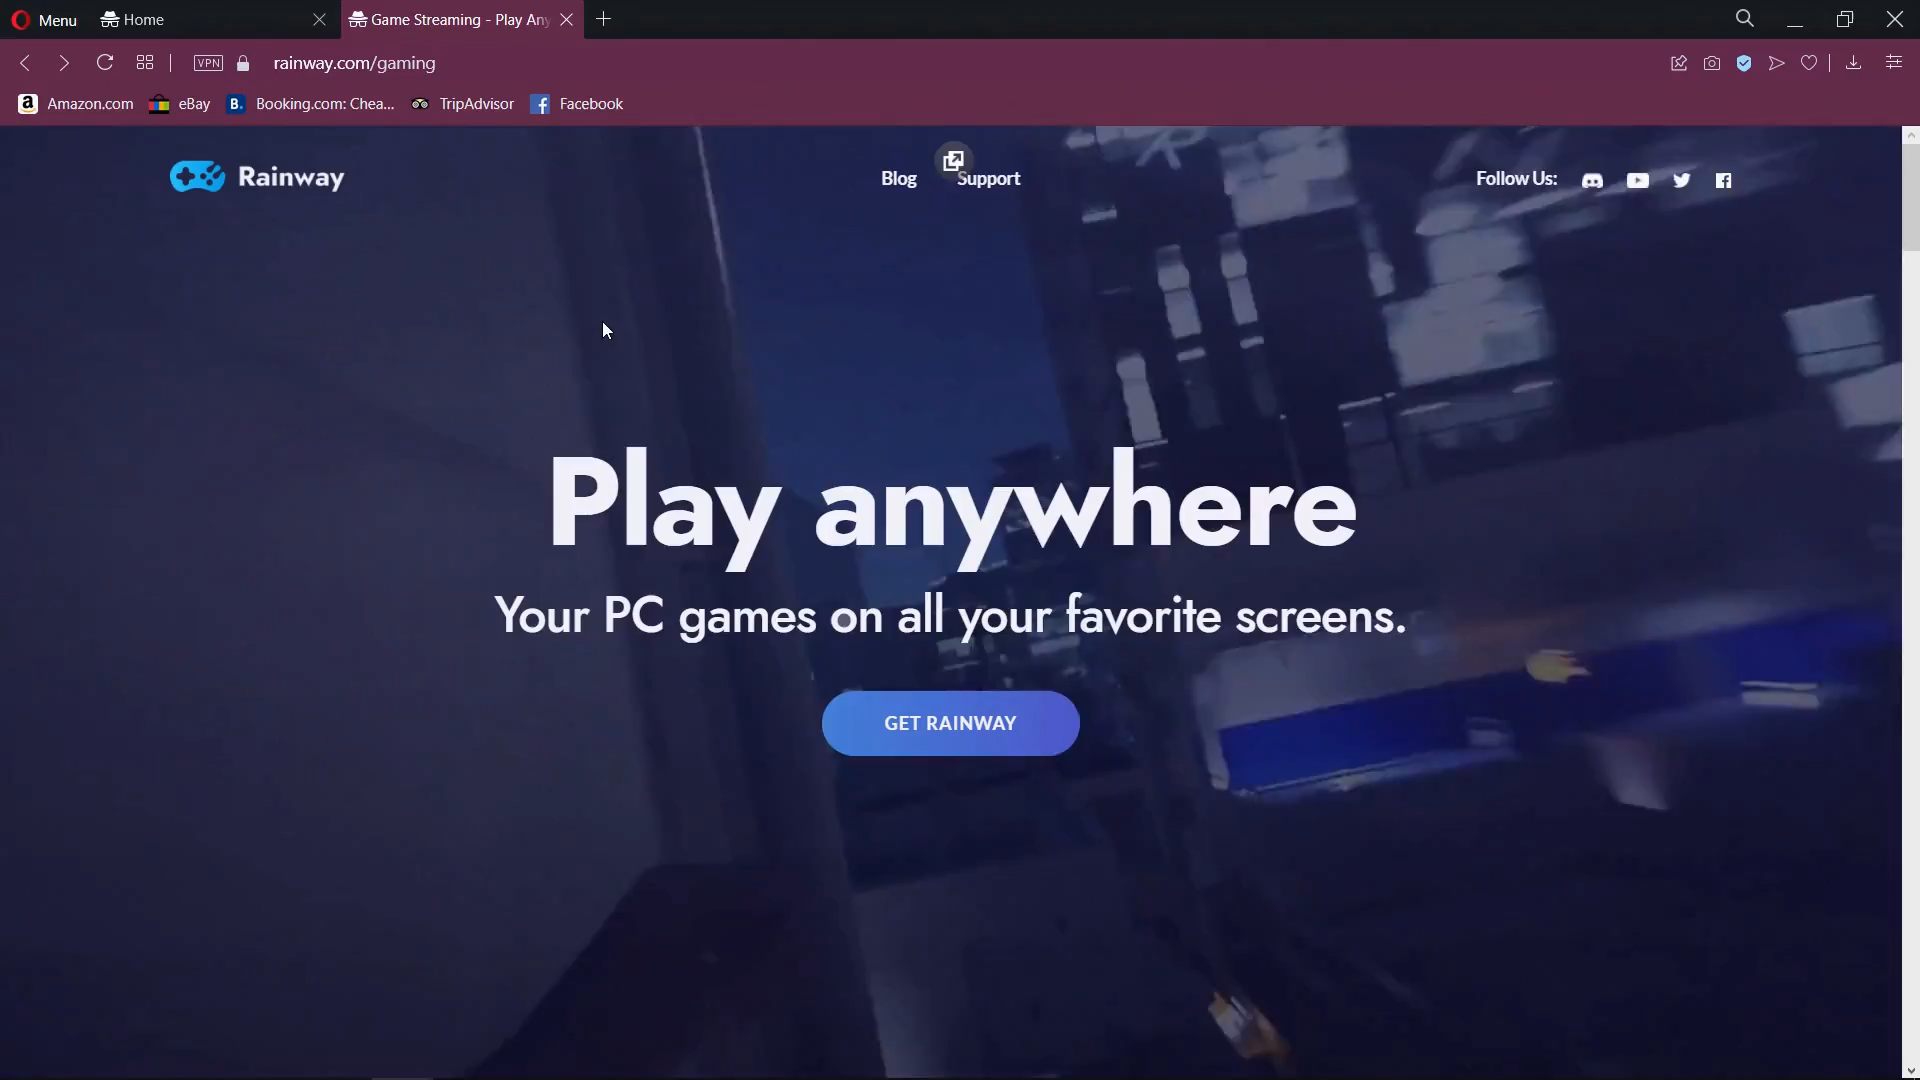 Menu
Home
Game Streaming - Play Any
VPN
rainway.com/gaming
Amazon.com
eBay
Booking.com: Chea...
TripAdvisor
Facebook
Rainway
Blog
Support
Follow Us:
Play anywhere
Your PC games on all your favorite screens.
GET RAINWAY